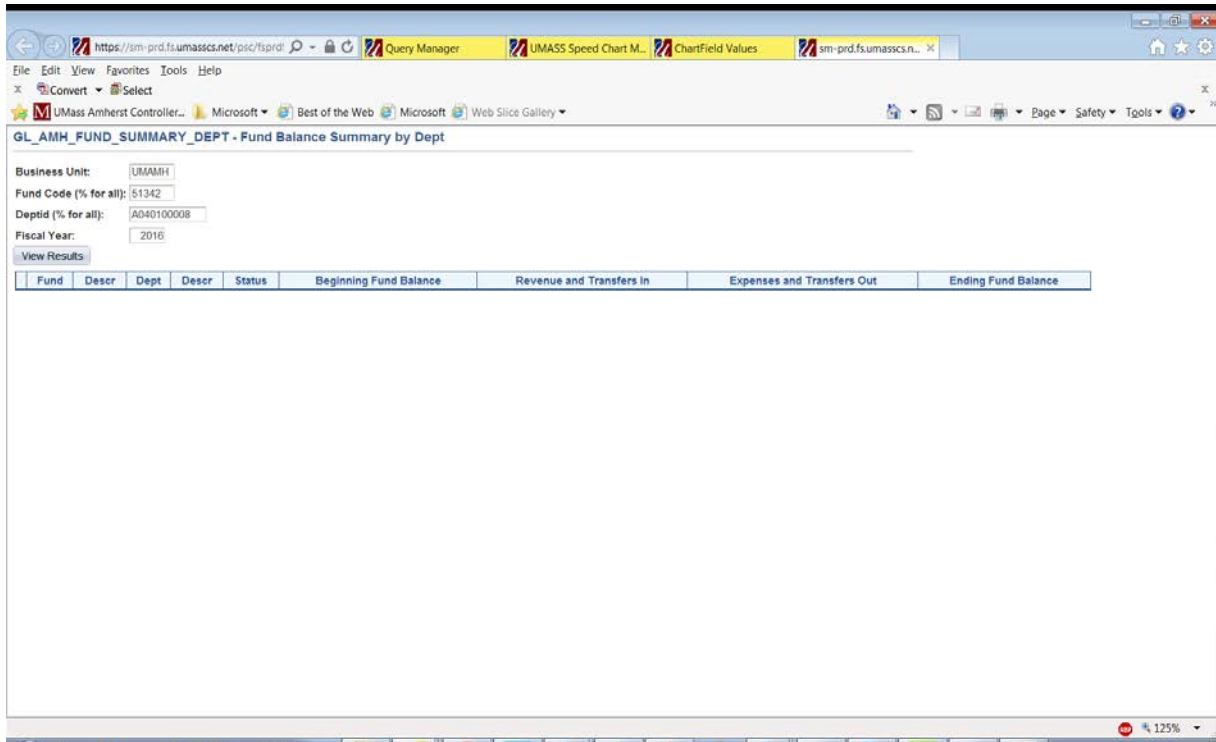 https://sm-prd.fs.umasscs.net/psc/fsprd! Query Manager UMASS Speed Chart M... ChartField Values sm-prd.fs.umasscs.n...
File Edit View Favorites Tools Help
x Convert Select x
UMass Amherst Controller... Microsoft Best of the Web Microsoft Web Slice Gallery Page Safety Tools
GL_AMH_FUND_SUMMARY_DEPT - Fund Balance Summary by Dept
Business Unit: UMAMH
Fund Code (% for all): 51342
Deptid (% for all): A040100008
Fiscal Year: 2016
View Results
Fund Descr Dept Descr Status Beginning Fund Balance Revenue and Transfers In Expenses and Transfers Out Ending Fund Balance
ABP 125%